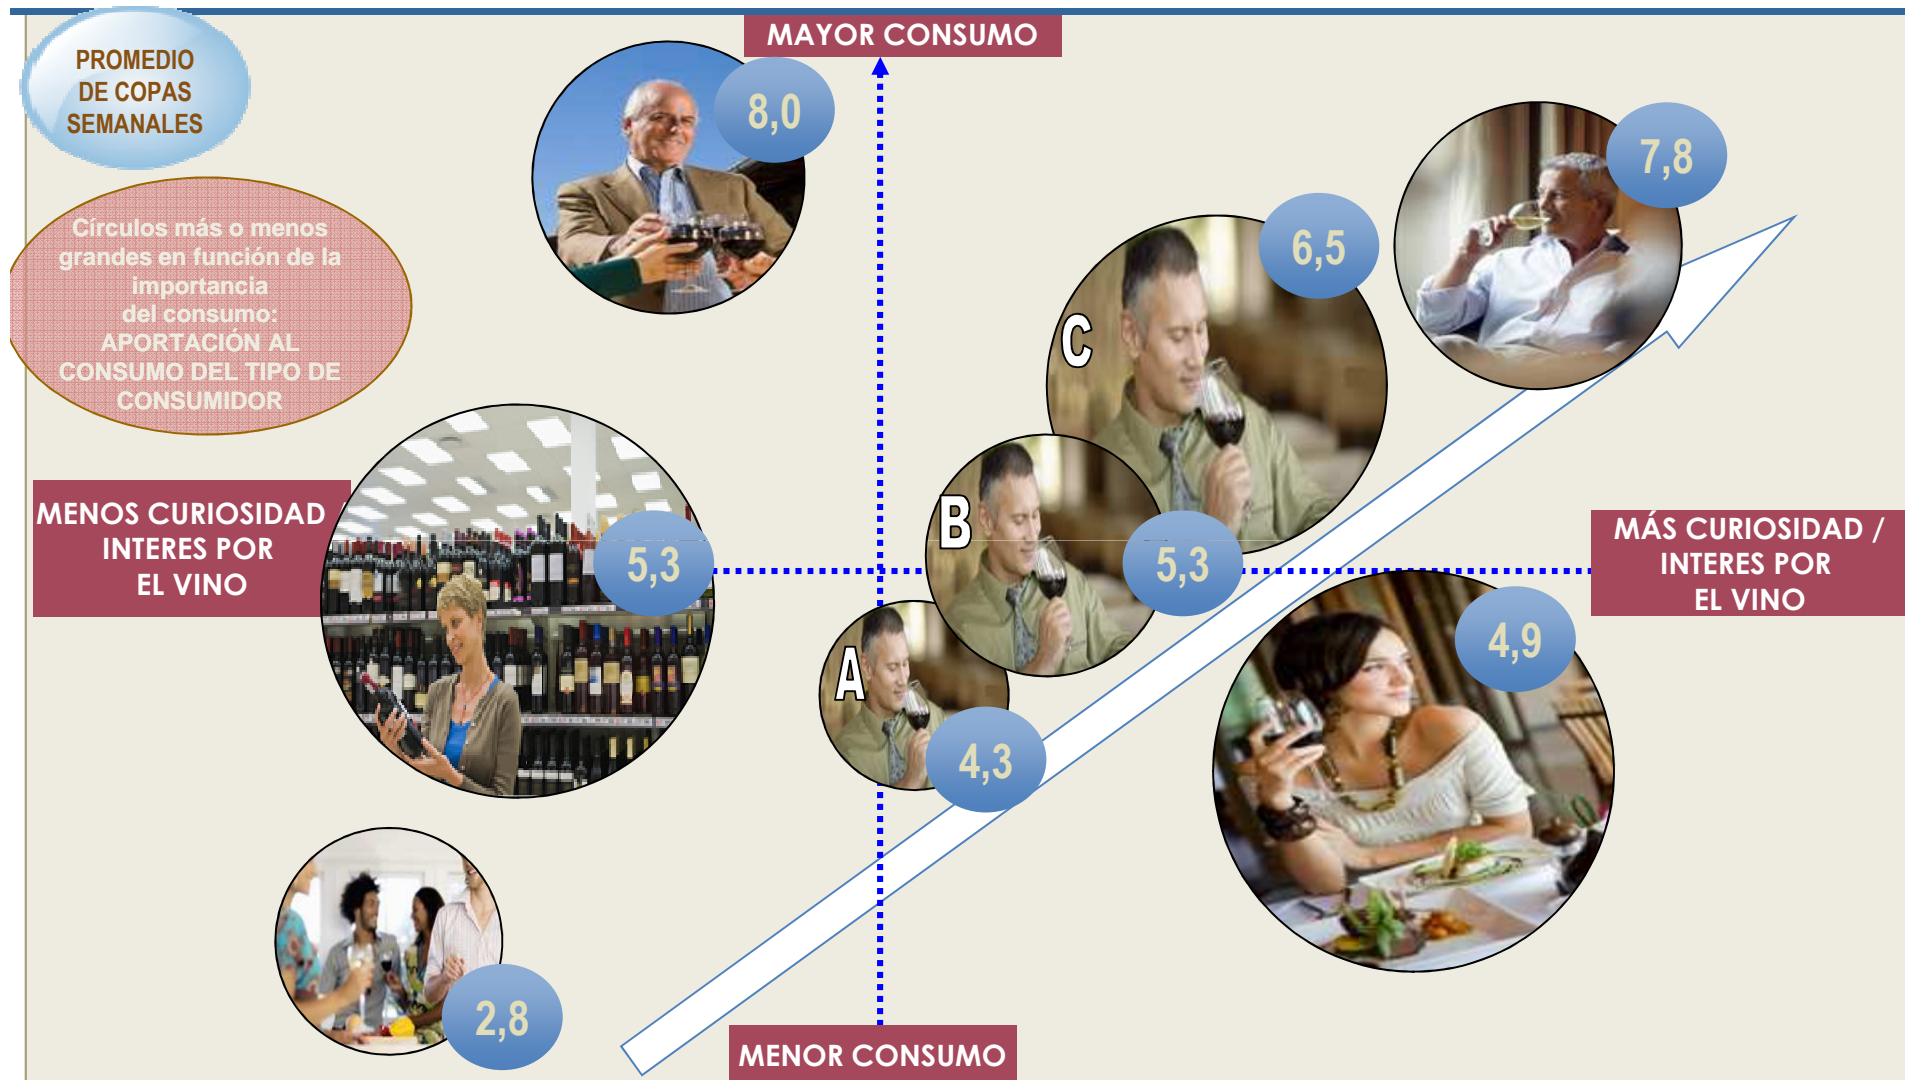 MAYOR CONSUMO
PROMEDIO
DE COPAS
SEMANALES
8,0
7,8
Círculos más o menos
grandes en función de la
importancia
del consumo:
APORTACIÓN AL
CONSUMO DEL TIPO DE
CONSUMIDOR
6,5
C
MENOS CURIOSIDAD /
INTERES POR
EL VINO
5,3
B
5,3
MÁS CURIOSIDAD /
INTERES POR
EL VINO
4,9
A
4,3
2,8
MENOR CONSUMO